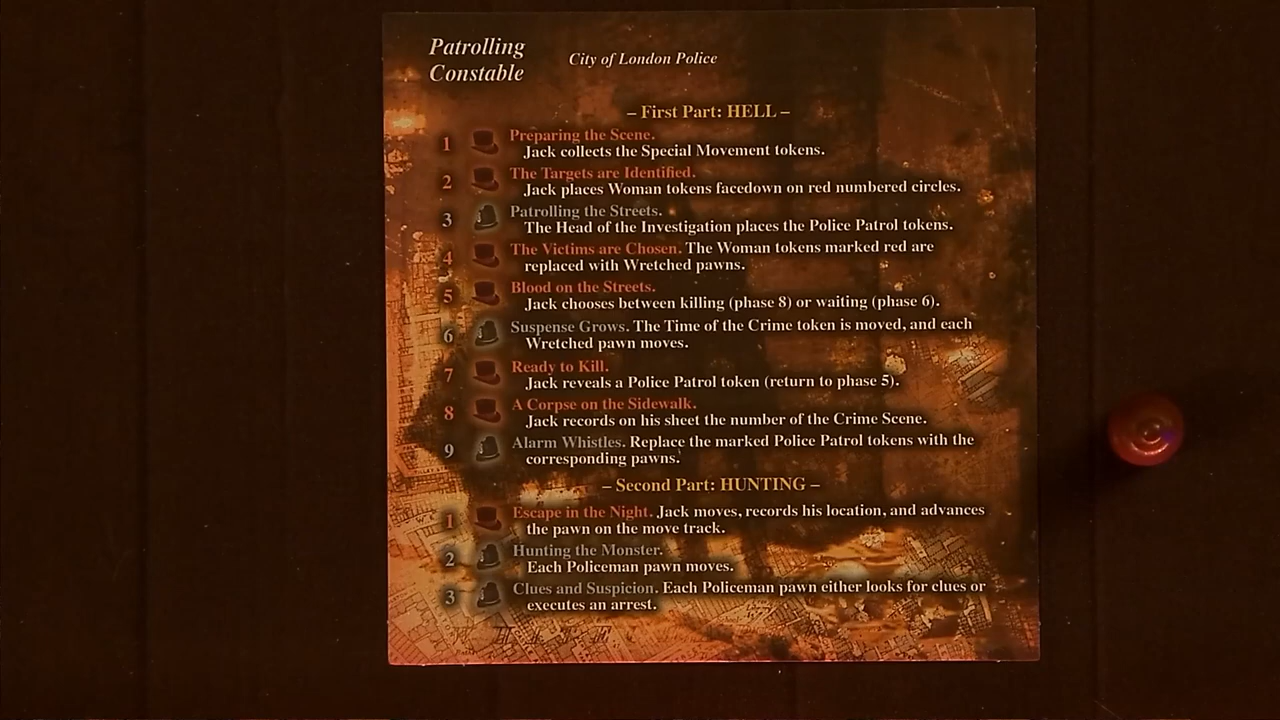 Patrolling
Constable
City of London Police
– First Part: HELL –
1 Preparing the Scene.
Jack collects the Special Movement tokens.
2 The Targets are Identified.
Jack places Woman tokens facedown on red numbered circles.
3 Patrolling the Streets.
The Head of the Investigation places the Police Patrol tokens.
4 The Victims are Chosen. The Woman tokens marked red are
replaced with Wretched pawns.
5 Blood on the Streets.
Jack chooses between killing (phase 8) or waiting (phase 6).
6 Suspense Grows. The Time of the Crime token is moved, and each
Wretched pawn moves.
7 Ready to Kill.
Jack reveals a Police Patrol token (return to phase 5).
8 A Corpse on the Sidewalk.
Jack records on his sheet the number of the Crime Scene.
9 Alarm Whistles. Replace the marked Police Patrol tokens with the
corresponding pawns.
– Second Part: HUNTING –
1 Escape in the Night. Jack moves, records his location, and advances
the pawn on the move track.
2 Hunting the Monster.
Each Policeman pawn moves.
3 Clues and Suspicion. Each Policeman pawn either looks for clues or
executes an arrest.